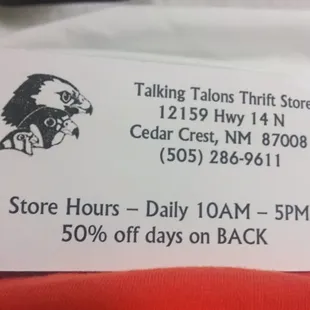 Talking Talons Thrift Store
12159 Hwy 14 N
Cedar Crest, NM 87008
(505) 286-9611
Store Hours – Daily 10AM – 5PM
50% off days on BACK